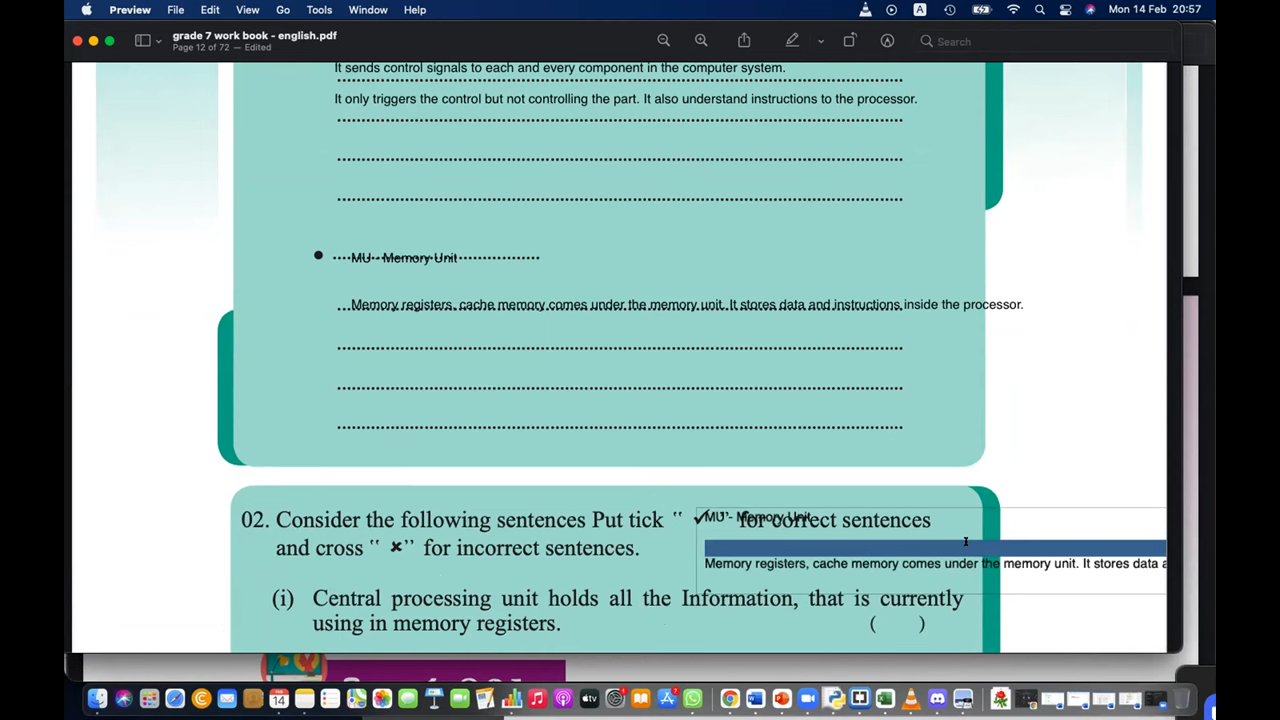 Preview File Edit View Go Tools Window Help
A
Mon 14 Feb 20:57
grade 7 work book - english.pdf
Page 12 of 72 — Edited
Search
It sends control signals to each and every component in the computer system.
It only triggers the control but not controlling the part. It also understand instructions to the processor.
MU - Memory Unit
Memory registers, cache memory comes under the memory unit. It stores data and instructions inside the processor.
02. Consider the following sentences Put tick “ ✓ ” for correct sentences
MU - Memory Unit
and cross “ ✘ ” for incorrect sentences.
Memory registers, cache memory comes under the memory unit. It stores data a
(i) Central processing unit holds all the Information, that is currently
using in memory registers. ( )
FEB
14